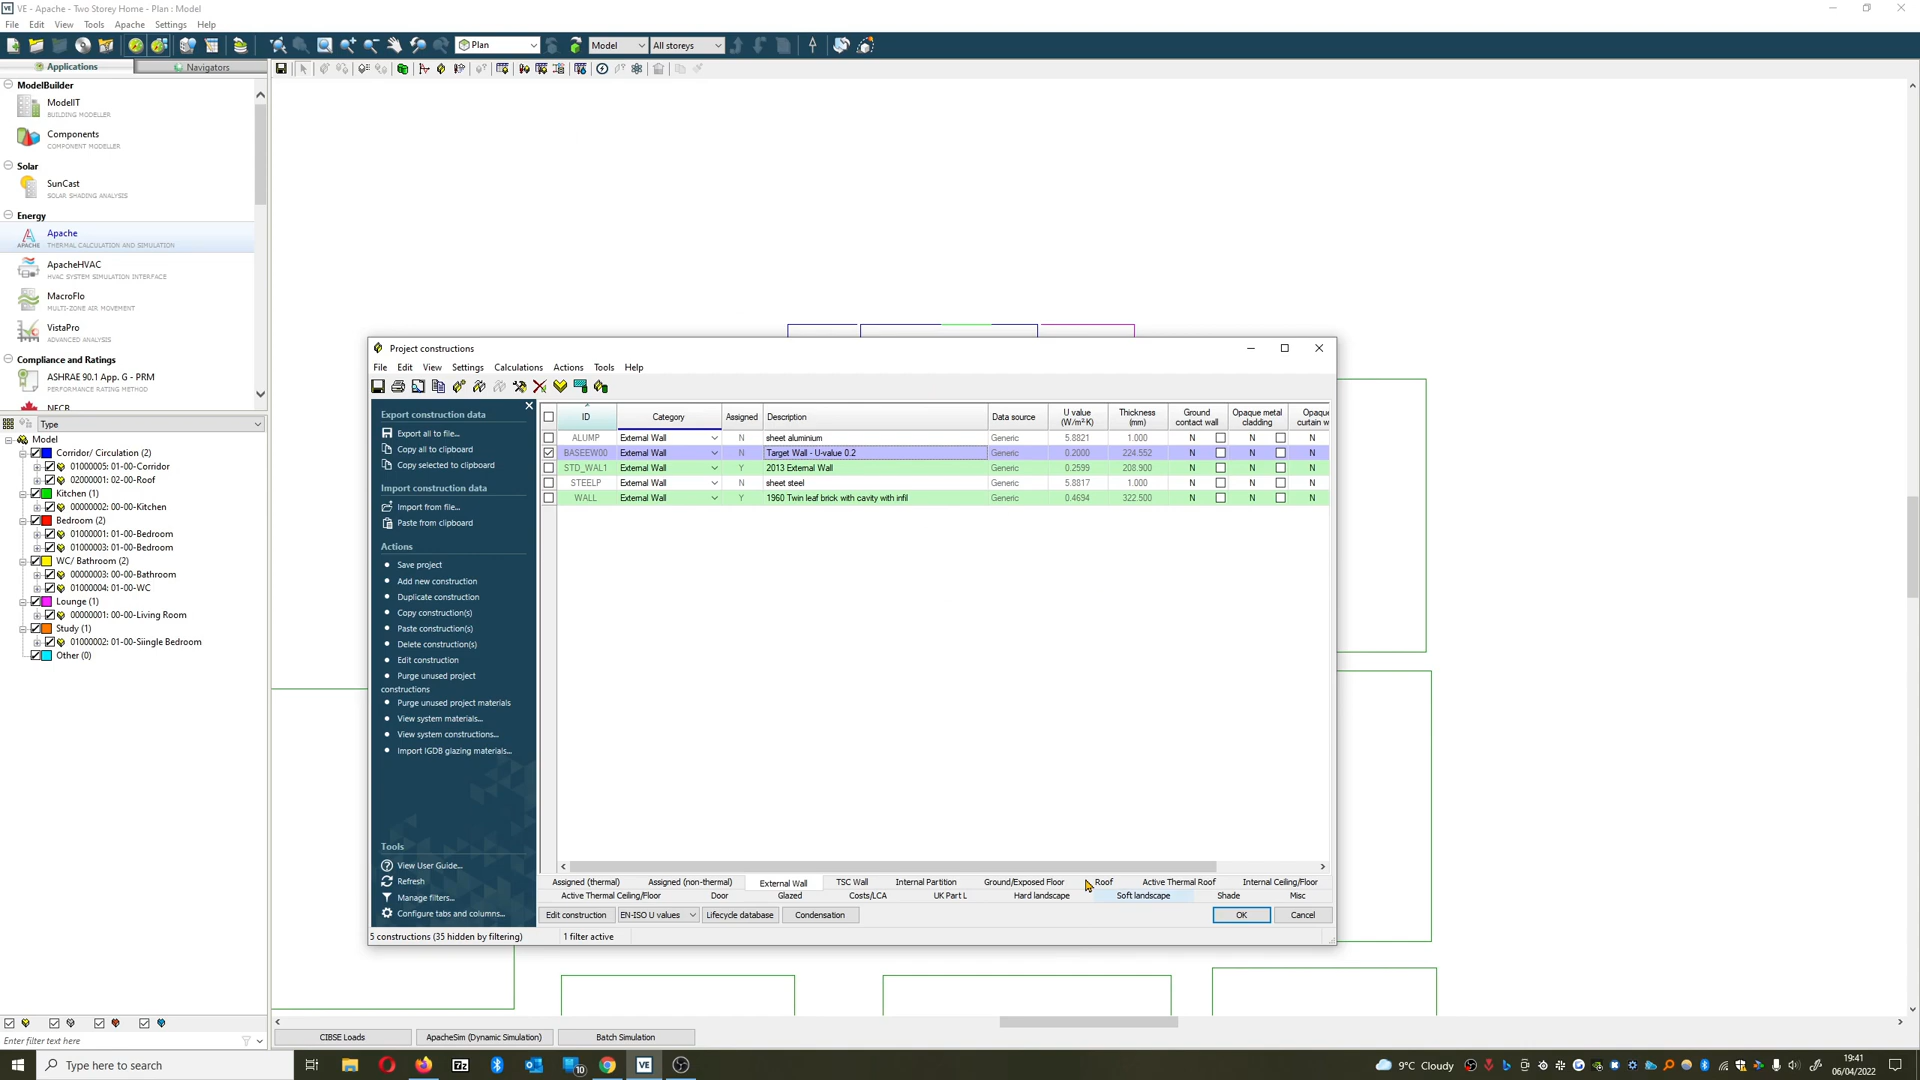 VE - Apache - Two Storey Home - Plan : Model
File Edit View Tools Apache Settings Help
Plan Model All storeys
Applications Navigators
ModelBuilder
ModelIT
BUILDING MODELLER
Components
COMPONENT MODELLER
Solar
SunCast
SOLAR SHADING ANALYSIS
Energy
Apache
THERMAL CALCULATION AND SIMULATION
ApacheHVAC
HVAC SYSTEM SIMULATION INTERFACE
MacroFlo
MULTI-ZONE AIR MOVEMENT
VistaPro
ADVANCED ANALYSIS
Compliance and Ratings
ASHRAE 90.1 App. G - PRM
PERFORMANCE RATING METHOD
NECB
Type
Model
Corridor/ Circulation (2)
01000005: 01-00-Corridor
02000001: 02-00-Roof
Kitchen (1)
00000002: 00-00-Kitchen
Bedroom (2)
01000001: 01-00-Bedroom
01000003: 01-00-Bedroom
WC/ Bathroom (2)
00000003: 00-00-Bathroom
01000004: 01-00-WC
Lounge (1)
00000001: 00-00-Living Room
Study (1)
01000002: 01-00-Siingle Bedroom
Other (0)
Enter filter text here
Project constructions
File Edit View Settings Calculations Actions Tools Help
Export construction data
Export all to file...
Copy all to clipboard
Copy selected to clipboard
Import construction data
Import from file...
Paste from clipboard
Actions
Save project
Add new construction
Duplicate construction
Copy construction(s)
Paste construction(s)
Delete construction(s)
Edit construction
Purge unused project
constructions
Purge unused project materials
View system materials...
View system constructions...
Import IGDB glazing materials...
Tools
View User Guide...
Refresh
Manage filters...
Configure tabs and columns...
ID Category Assigned Description Data source U value (W/m²·K) Thickness (mm) Ground contact wall Opaque metal cladding Opaque curtain w
ALUMP External Wall N sheet aluminium Generic 5.8821 1.000 N N N
BASEEW00 External Wall N Target Wall - U-value 0.2 Generic 0.2000 224.552 N N N
STD_WAL1 External Wall Y 2013 External Wall Generic 0.2599 208.900 N N N
STEELP External Wall N sheet steel Generic 5.8817 1.000 N N N
WALL External Wall Y 1960 Twin leaf brick with cavity with infil Generic 0.4694 322.500 N N N
Assigned (thermal) Assigned (non-thermal) External Wall TSC Wall Internal Partition Ground/Exposed Floor Roof Active Thermal Roof Internal Ceiling/Floor
Active Thermal Ceiling/Floor Door Glazed Costs/LCA UK Part L Hard landscape Soft landscape Shade Misc
Edit construction EN-ISO U values Lifecycle database Condensation OK Cancel
5 constructions (35 hidden by filtering) 1 filter active
CIBSE Loads ApacheSim (Dynamic Simulation) Batch Simulation
Type here to search
10
9°C Cloudy
19:41
06/04/2022